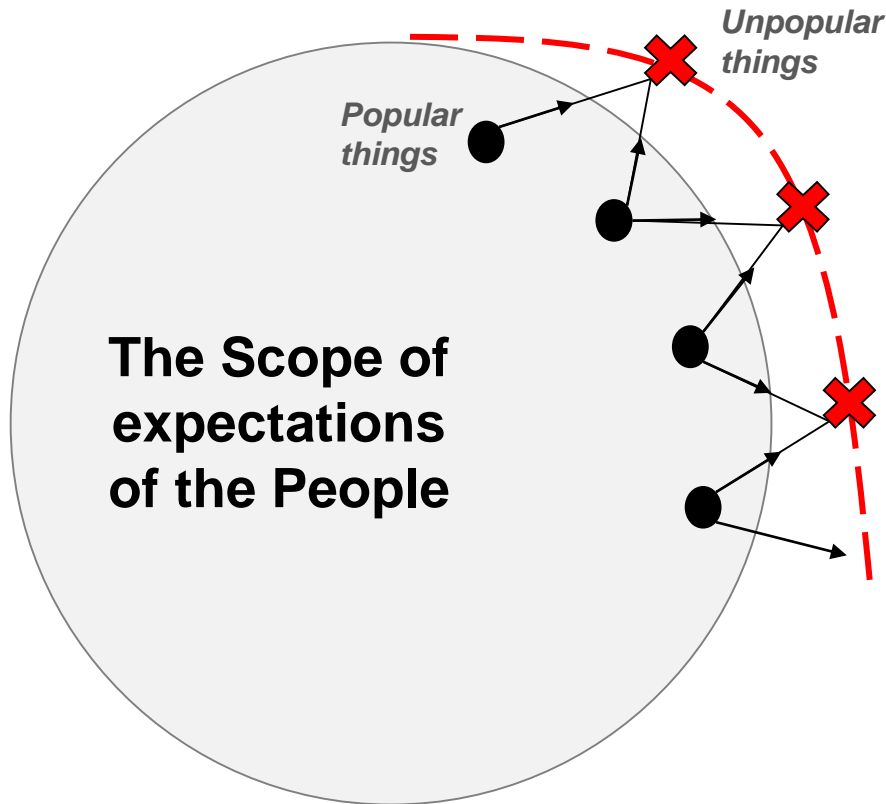 Unpopular
things
Popular
things
The Scope of
expectations
of the People